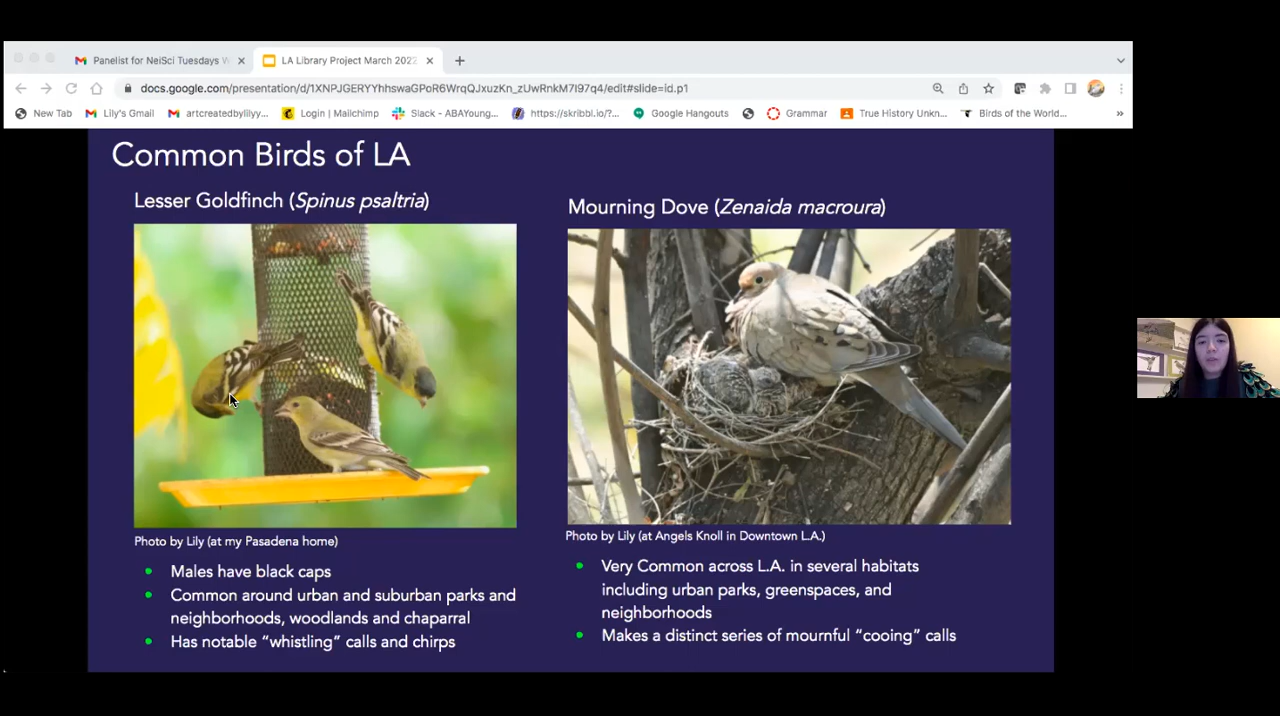 Panelist for NeiSci Tuesdays W
LA Library Project March 2022
docs.google.com/presentation/d/1XNPJGERYYhhswaGPoR6WrqQJxuzKn_zUwRnkM7I97q4/edit#slide=id.p1
New Tab
Lily's Gmail
artcreatedbylilyy...
Login | Mailchimp
Slack - ABAYoung...
https://skribbl.io/?...
Google Hangouts
Grammar
True History Unkn...
Birds of the World...
»
Common Birds of LA
Lesser Goldfinch (Spinus psaltria)
Photo by Lily (at my Pasadena home)
• Males have black caps
• Common around urban and suburban parks and
neighborhoods, woodlands and chaparral
• Has notable “whistling” calls and chirps
Mourning Dove (Zenaida macroura)
Photo by Lily (at Angels Knoll in Downtown L.A.)
• Very Common across L.A. in several habitats
including urban parks, greenspaces, and
neighborhoods
• Makes a distinct series of mournful “cooing” calls